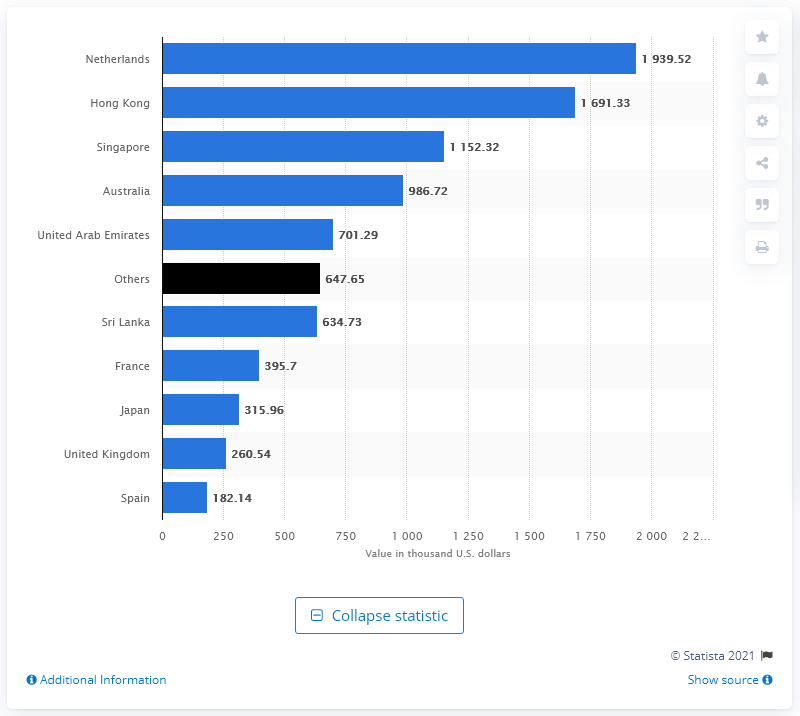 Netherlands 1 939.52
Hong Kong 1 691.33
Singapore 1 152.32
Australia 986.72
United Arab Emirates 701.29
Others 647.65
Sri Lanka 634.73
France 395.7
Japan 315.96
United Kingdom 260.54
Spain 182.14
0 250 500 750 1 000 1 250 1 500 1 750 2 000 2 2...
Value in thousand U.S. dollars
Collapse statistic
© Statista 2021
Additional Information Show source